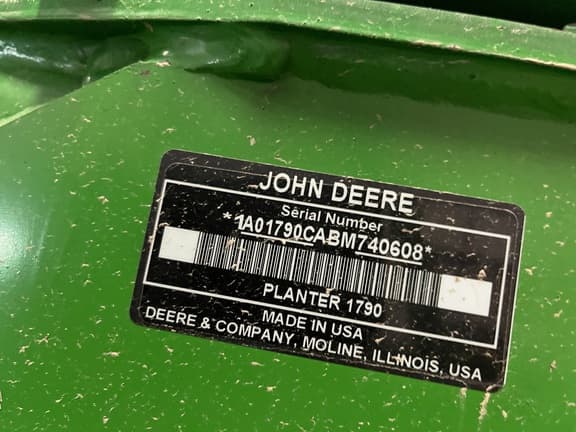 JOHN DEERE
Serial Number
*1A01790CABM740608*
PLANTER 1790
MADE IN USA
DEERE & COMPANY, MOLINE, ILLINOIS, USA